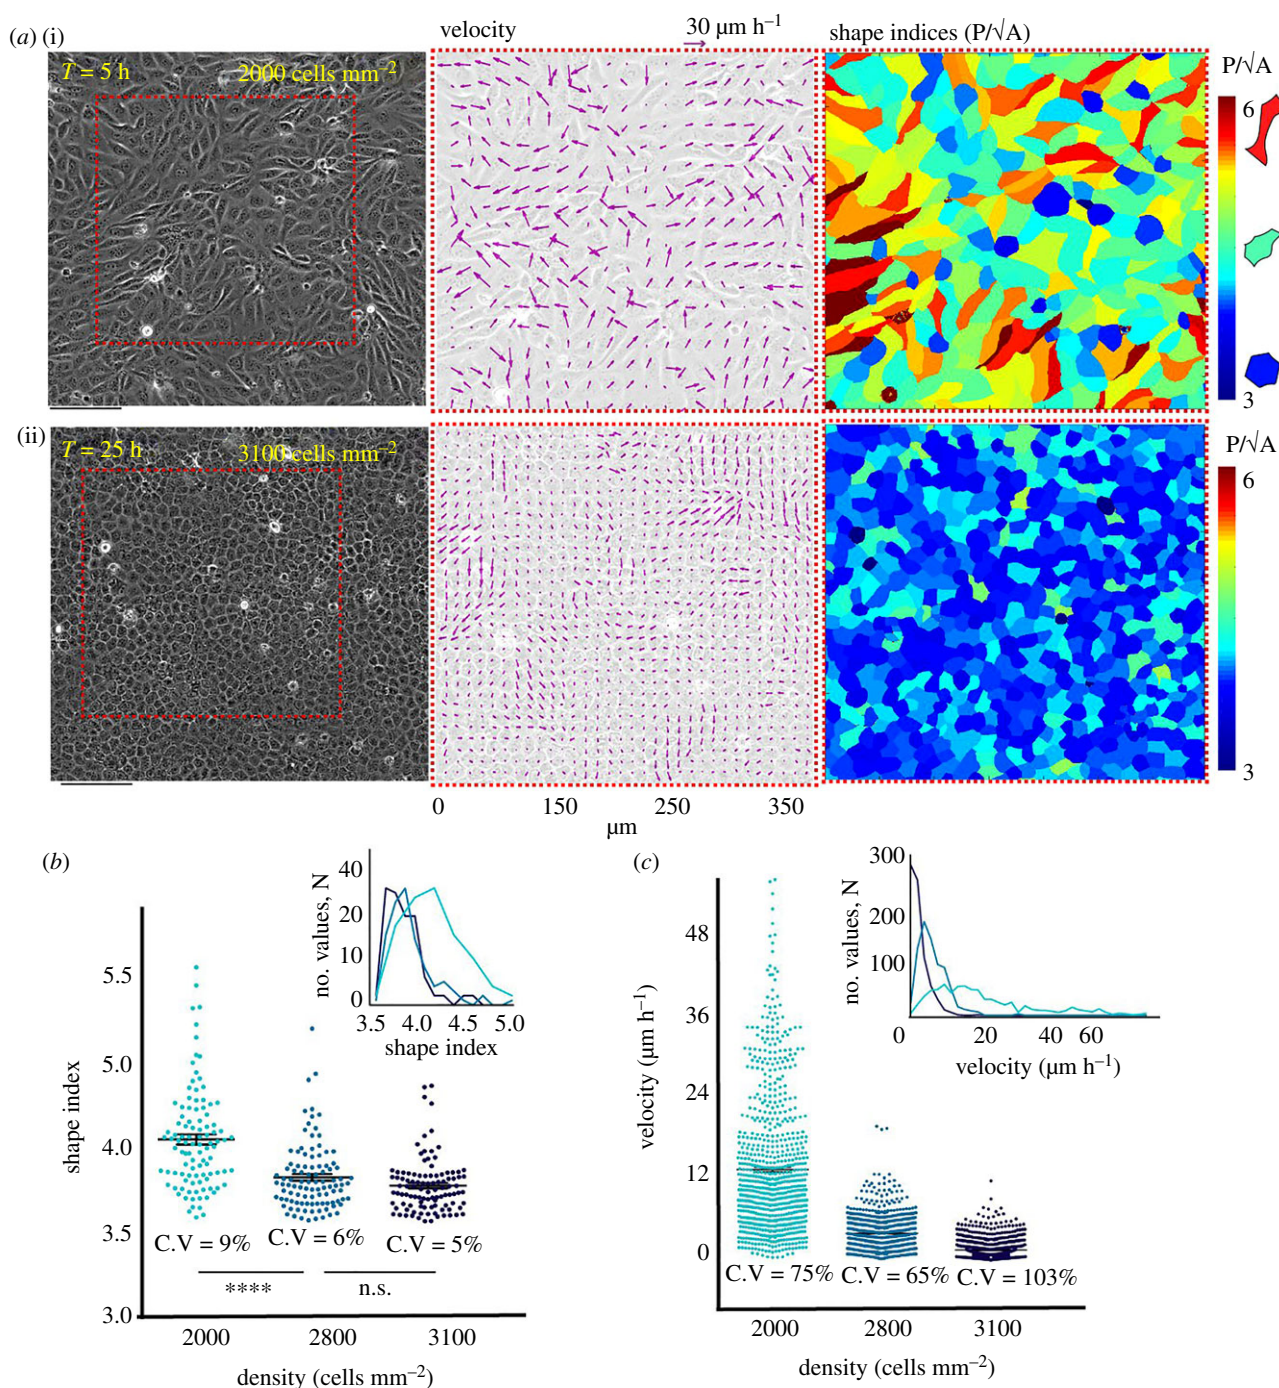 (a) (i)
velocity
30 µm h⁻¹
shape indices (P/√A)
T = 5 h
2000 cells mm⁻²
P/√A
6
3
(ii)
T = 25 h
3100 cells mm⁻²
P/√A
6
3
0 150 250 350
µm
(b)
shape index
5.5
5.0
4.0
3.5
3.0
no. values, N
40
20
10
0
3.5 4.0 4.5 5.0
shape index
C.V = 9%
C.V = 6%
C.V = 5%
****
n.s.
2000 2800 3100
density (cells mm⁻²)
(c)
velocity (µm h⁻¹)
48
36
24
12
0
no. values, N
300
200
100
0 20 40 60
velocity (µm h⁻¹)
C.V = 75%
C.V = 65%
C.V = 103%
2000 2800 3100
density (cells mm⁻²)